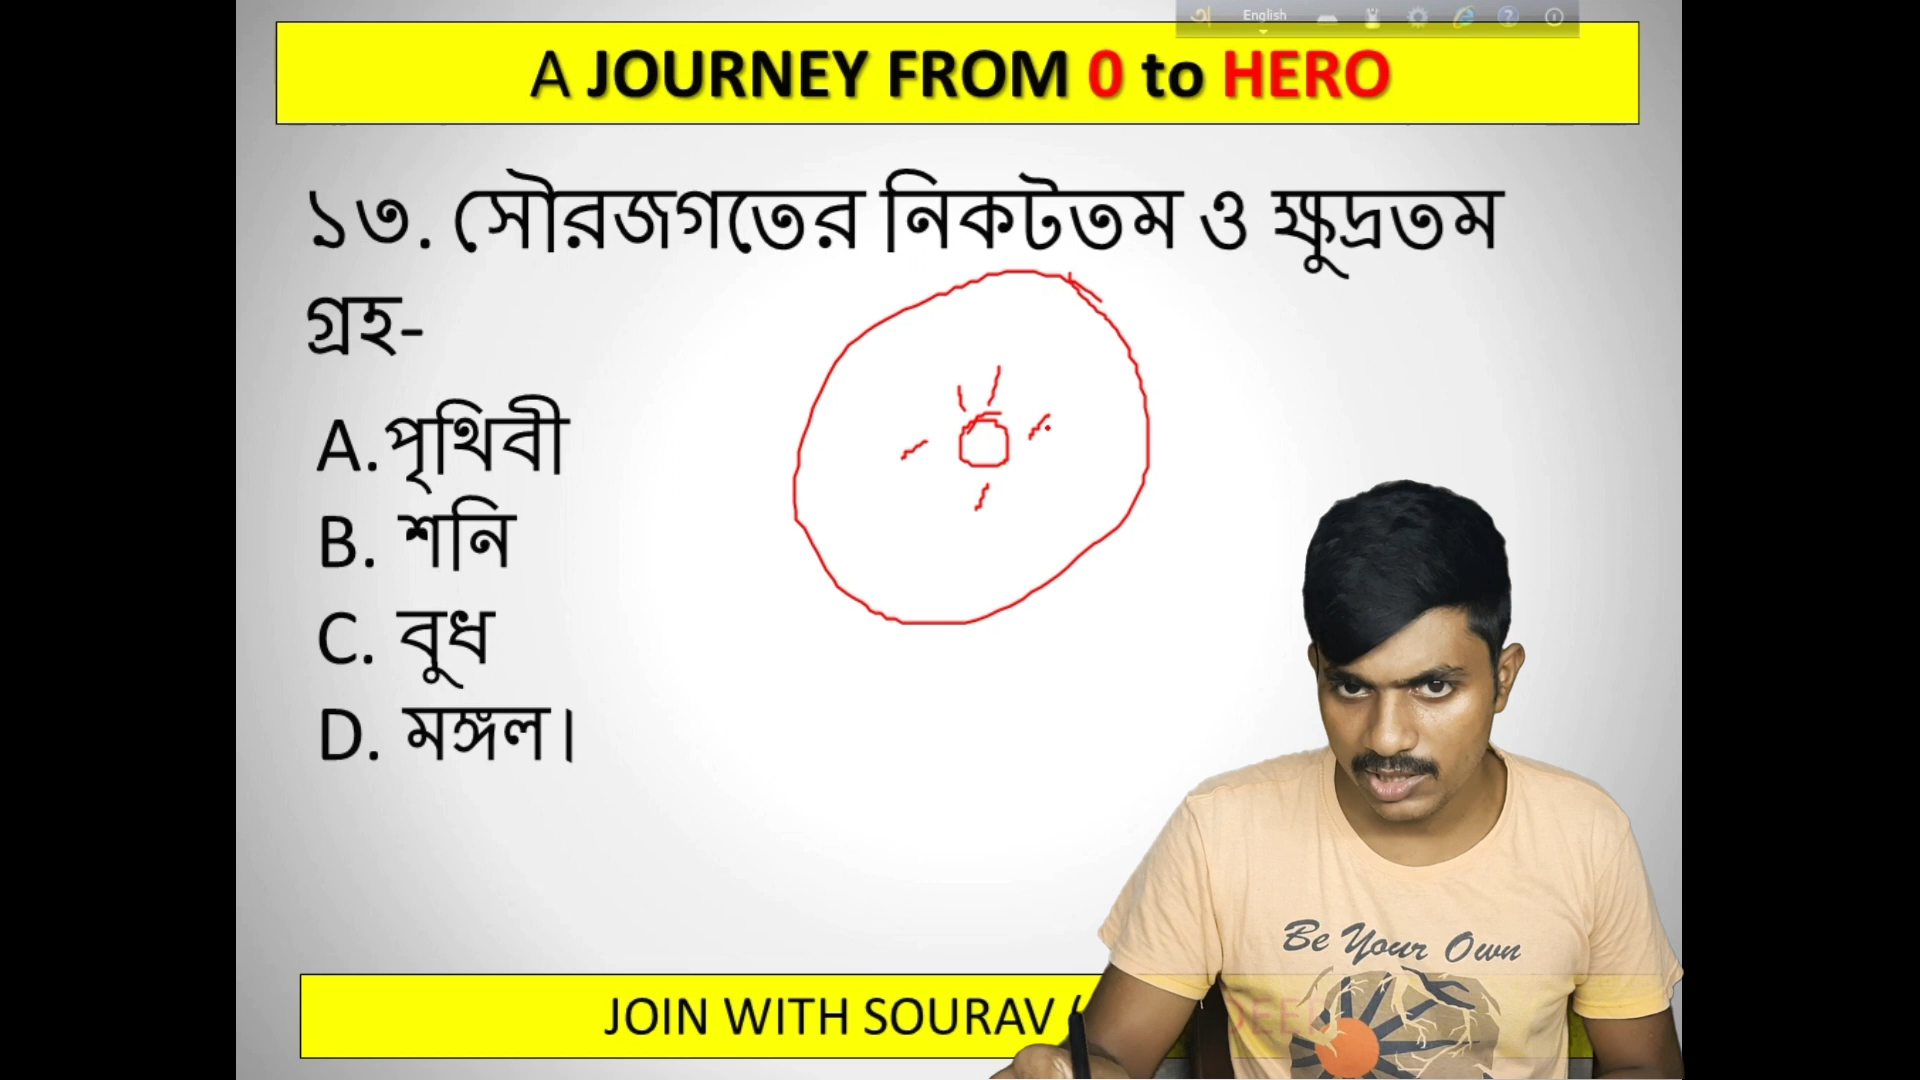 English
A JOURNEY FROM 0 to HERO
১৩. সৌরজগতের নিকটতম ও ক্ষুদ্রতম
গ্রহ-
A.পৃথিবী
B. শনি
C. বুধ
D. মঙ্গল।
Be Your Own
JOIN WITH SOURAV (